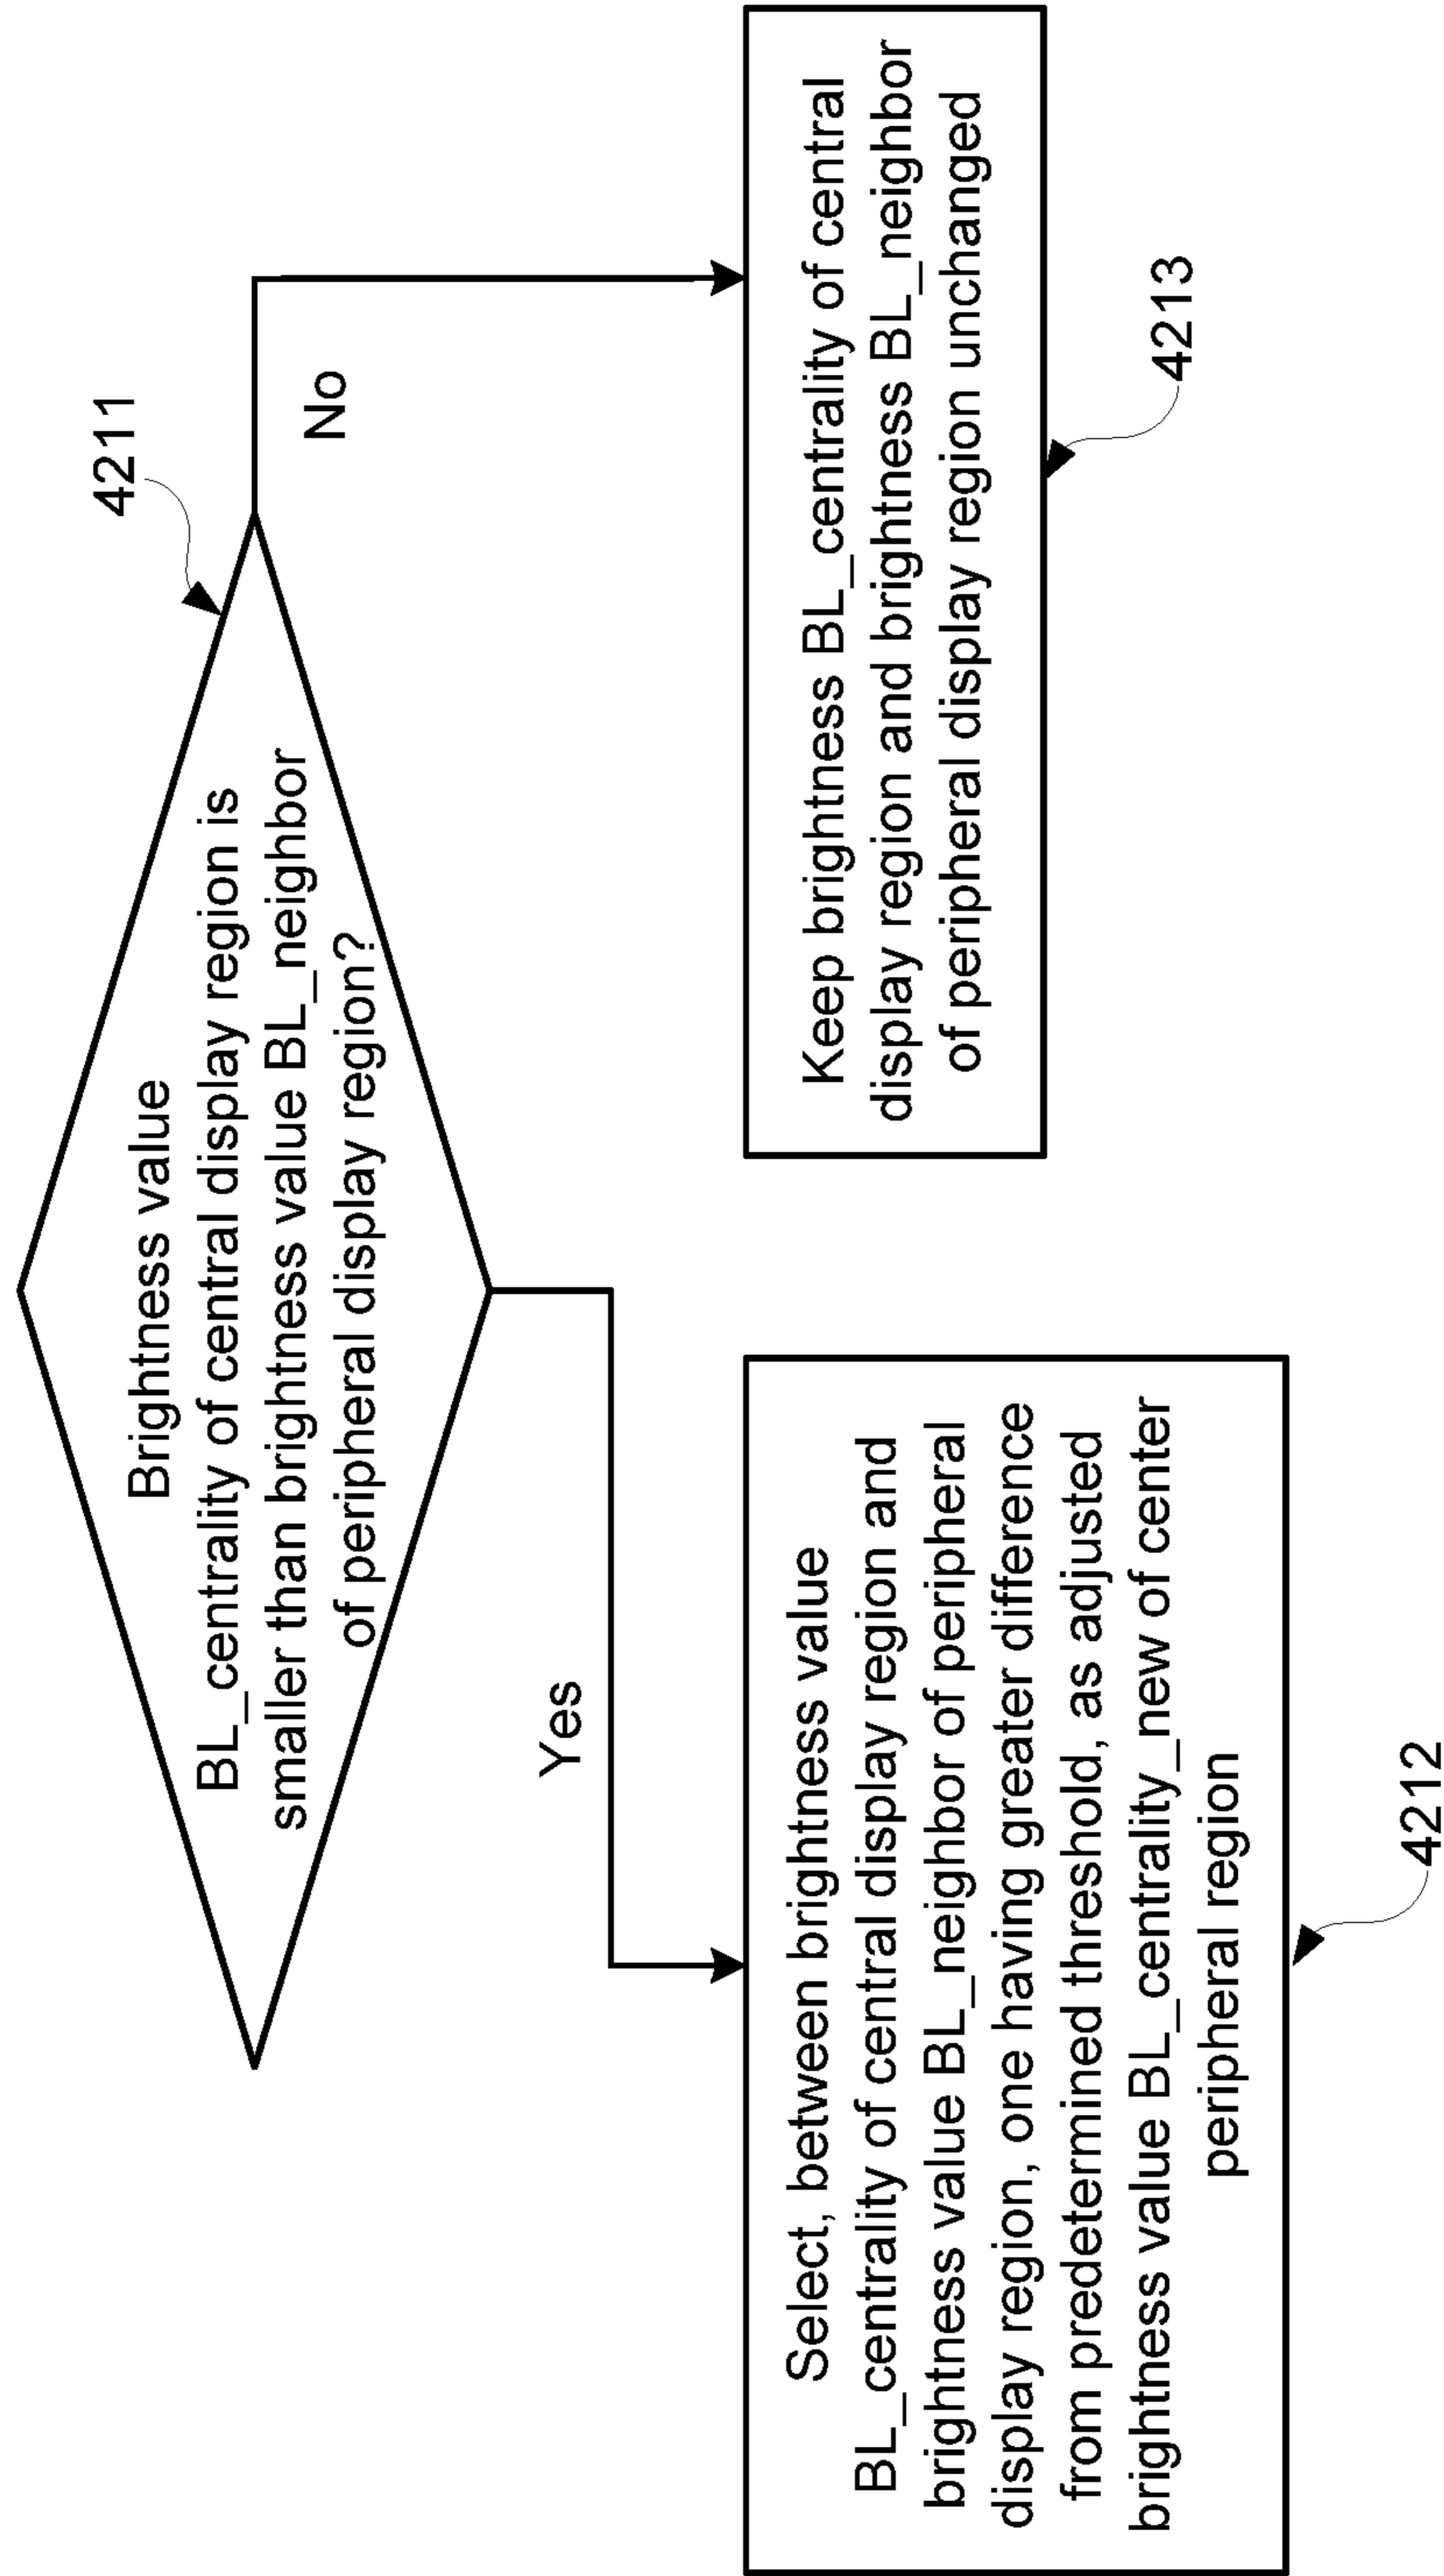 4211
Brightness value
BL_centrality of central display region is
smaller than brightness value BL_neighbor
of peripheral display region?
Yes
No
Select, between brightness value
BL_centrality of central display region and
brightness value BL_neighbor of peripheral
display region, one having greater difference
from predetermined threshold, as adjusted
brightness value BL_centrality_new of center
peripheral region
4212
Keep brightness BL_centrality of central
display region and brightness BL_neighbor
of peripheral display region unchanged
4213